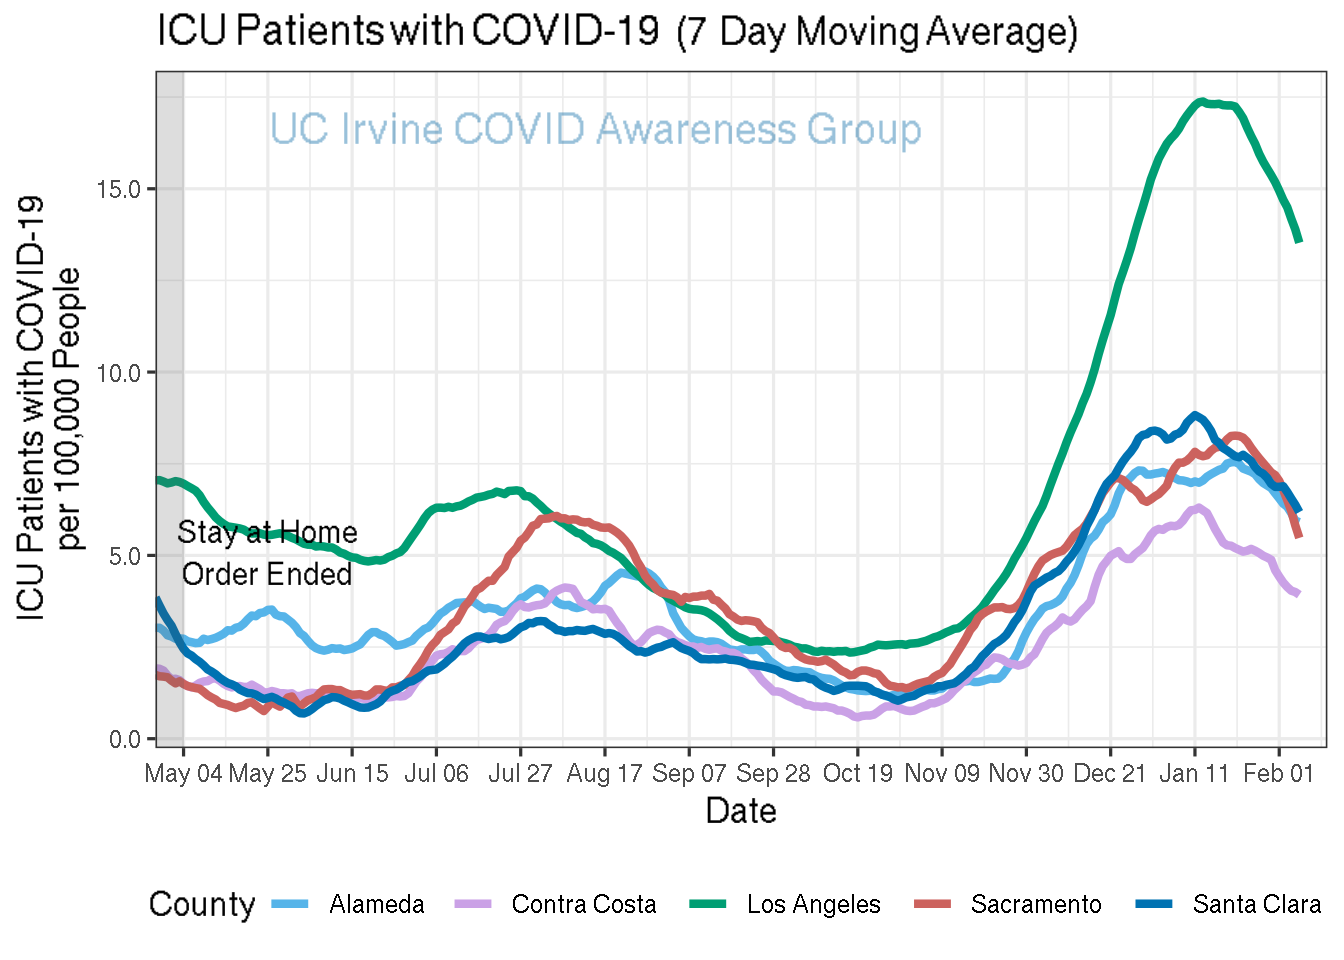 ICU Patients with COVID-19 (7 Day Moving Average)
UC Irvine COVID Awareness Group
ICU Patients with COVID-19
per 100,000 People
15.0
10.0
5.0
0.0
Stay at Home
Order Ended
May 04 May 25 Jun 15 Jul 06 Jul 27 Aug 17 Sep 07 Sep 28 Oct 19 Nov 09 Nov 30 Dec 21 Jan 11 Feb 01
Date
County Alameda Contra Costa Los Angeles Sacramento Santa Clara